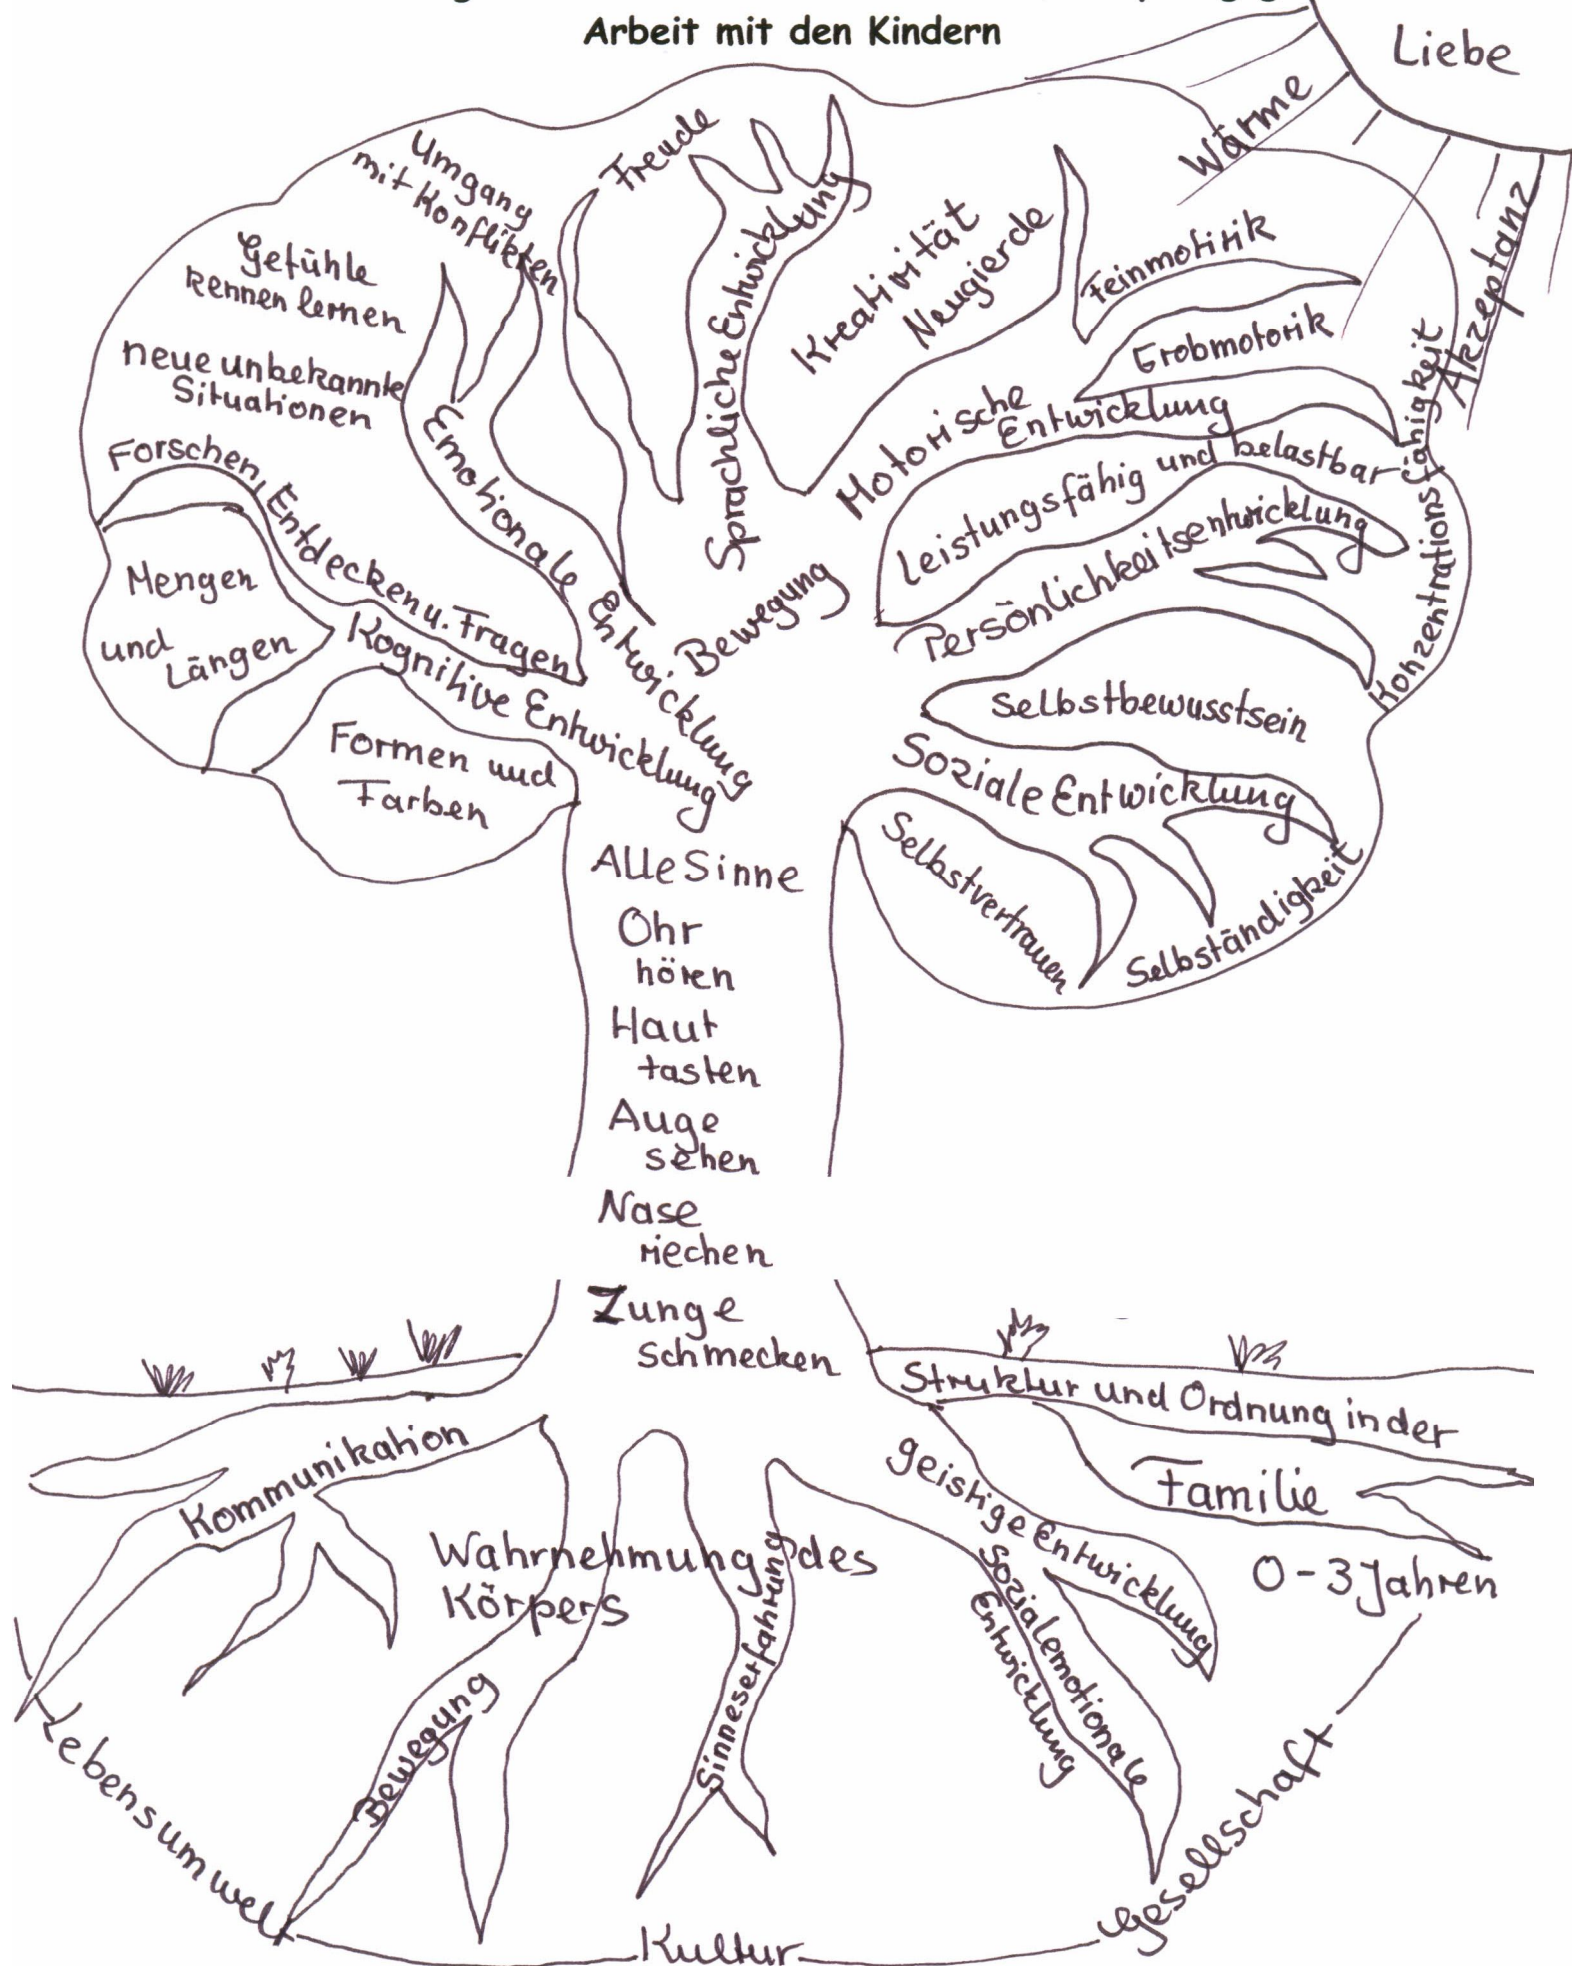 Arbeit mit den Kindern
Liebe
Wärme
Akzeptanz
Umgang
mit Konflikten
Freude
Gefühle
kennen lernen
neue unbekannte
Situationen
Sprachliche Entwicklung
Kreativität
Neugierde
Feinmotirik
Grobmotorik
Motorische
Entwicklung
Leistungsfähig und belastbar
Konzentrationsfähigkeit
Persönlichkeitsentwicklung
Forschen, Entdecken u. Fragen
Emotionale Entwicklung
Bewegung
Mengen
und
Längen
Kognitive Entwicklung
Formen und
Farben
Selbstbewusstsein
Soziale Entwicklung
Selbstvertrauen
Selbständigkeit
Alle Sinne
Ohr
hören
Haut
tasten
Auge
sehen
Nase
riechen
Zunge
schmecken
Struktur und Ordnung in der
Familie
0-3 Jahren
Kommunikation
geistige Entwicklung
Wahrnehmung des
Körpers
Sozialemotionale
Entwicklung
Sinneserfahrung
Bewegung
Lebensumwelt
Kultur
Gesellschaft